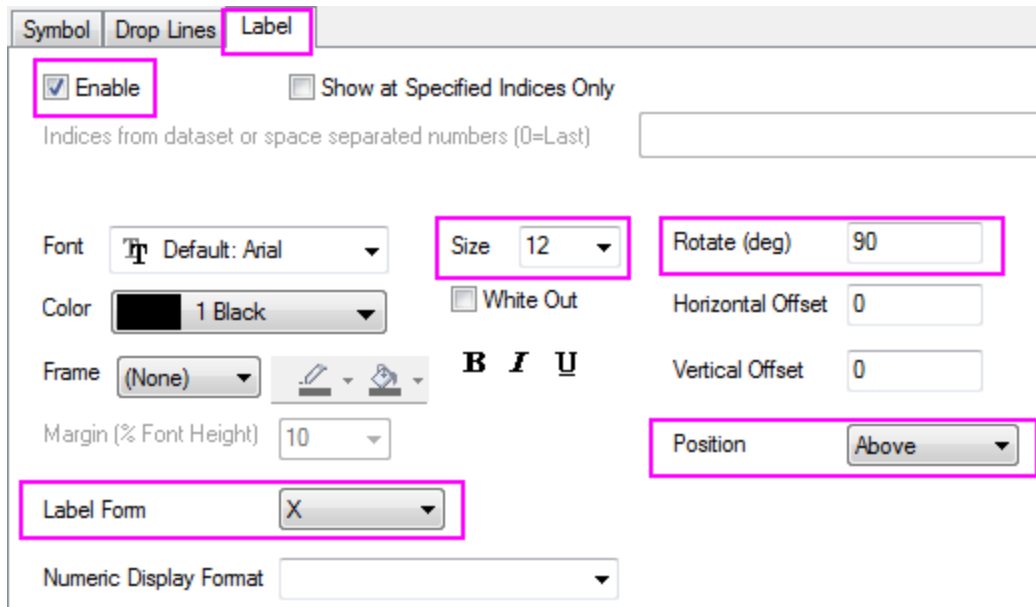 Symbol Drop Lines Label
Enable Show at Specified Indices Only
Indices from dataset or space separated numbers (0=Last)
Font Default: Arial Size 12 Rotate (deg) 90
Color 1 Black White Out Horizontal Offset 0
Frame (None) B I U Vertical Offset 0
Margin (% Font Height) 10 Position Above
Label Form X
Numeric Display Format